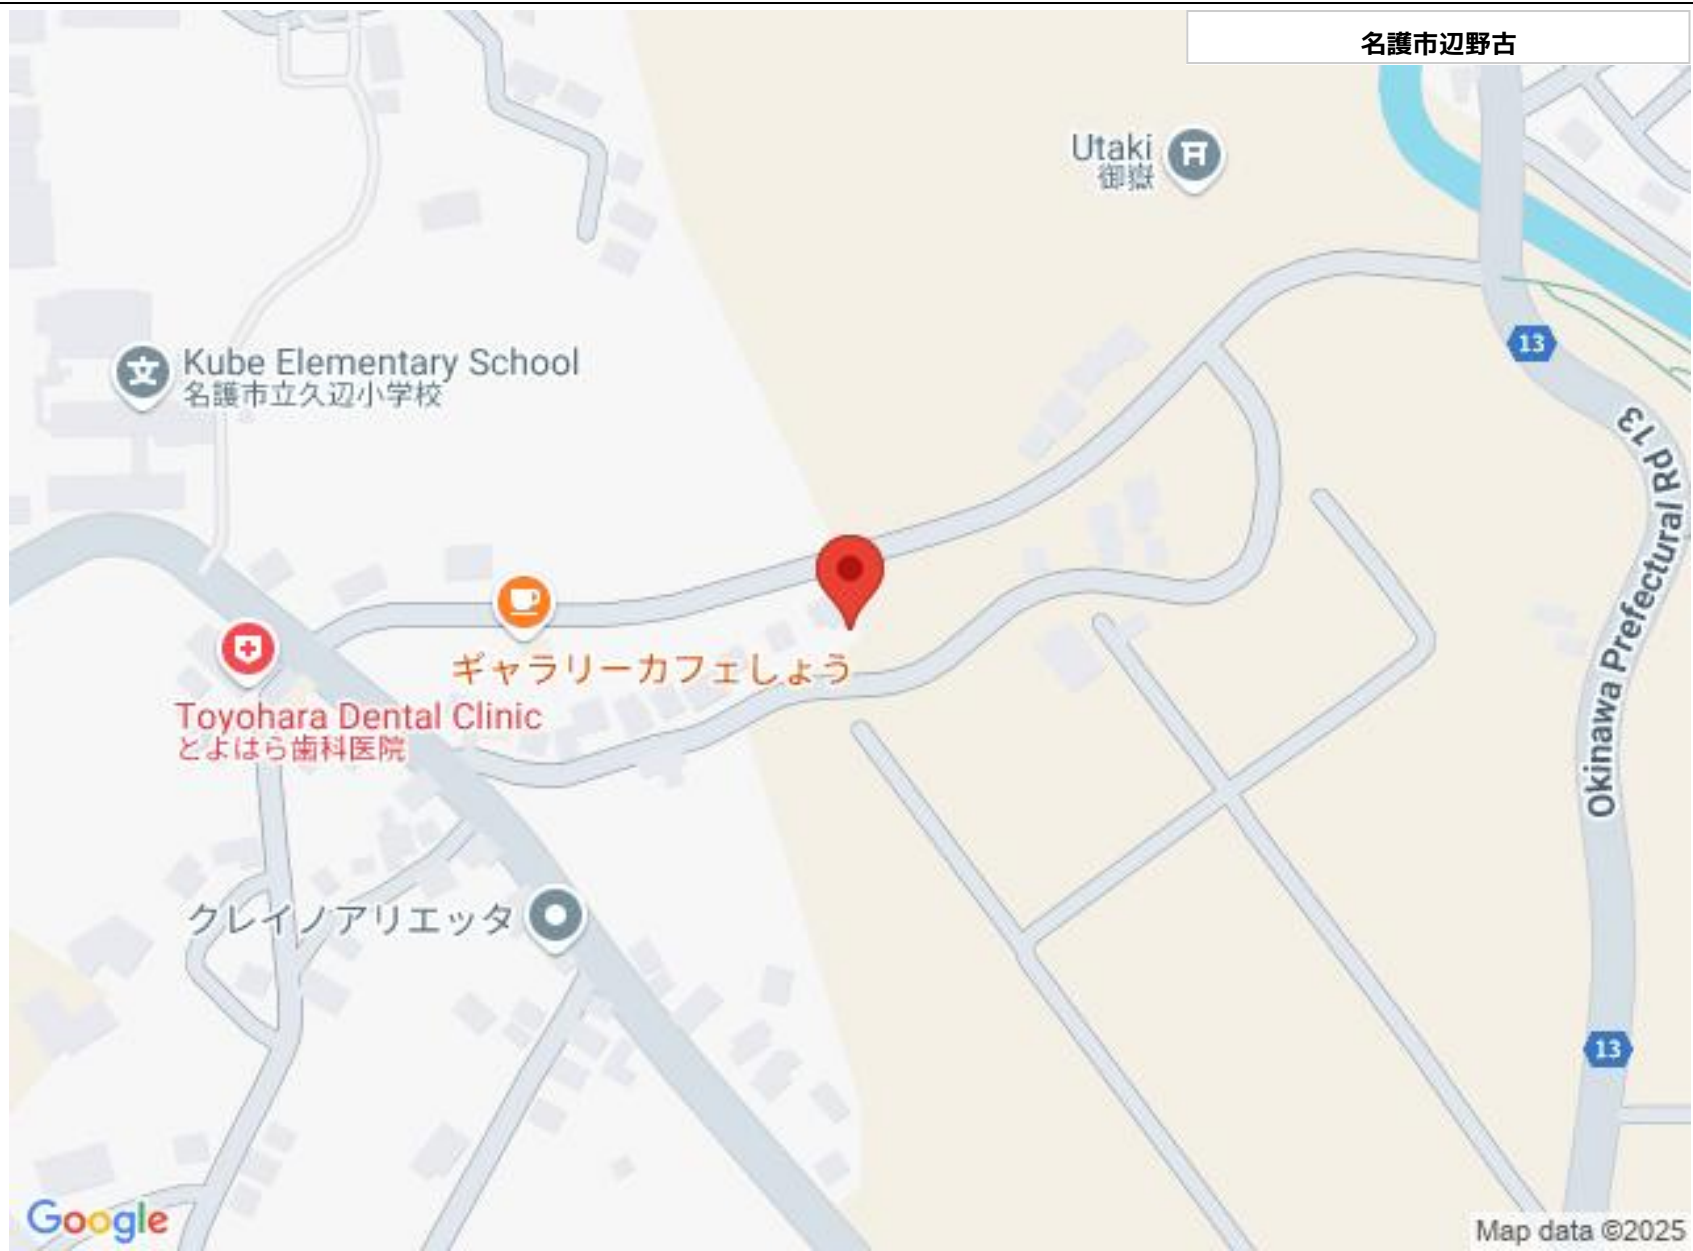 名護市辺野古
Utaki
御嶽
13
Kube Elementary School
名護市立久辺小学校
文
Okinawa Prefectural Rd 13
ギャラリーカフェしょう
Toyohara Dental Clinic
とよはら歯科医院
クレイノアリエッタ
13
Google
Map data ©2025